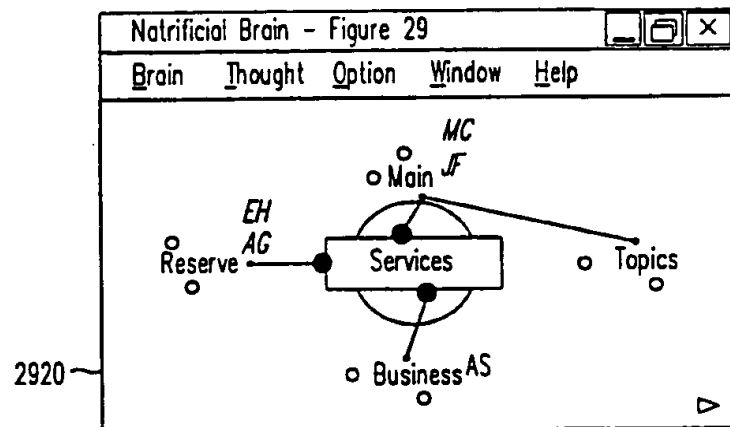 Natrificial Brain - Figure 29
Brain Thought Option Window Help
MC
Main JF
EH
AG
Reserve
Services
Topics
2920
Business AS